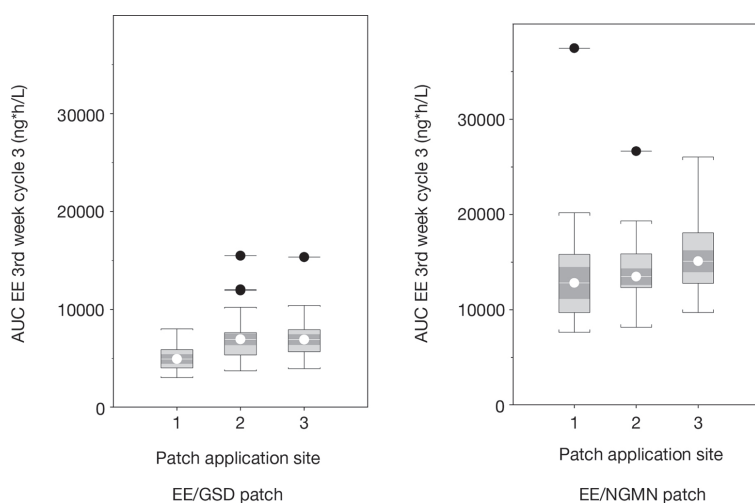 AUC EE 3rd week cycle 3 (ng*h/L)
30000
20000
10000
0
1 2 3
Patch application site
EE/GSD patch
AUC EE 3rd week cycle 3 (ng*h/L)
40000
30000
20000
10000
0
1 2 3
Patch application site
EE/NGMN patch